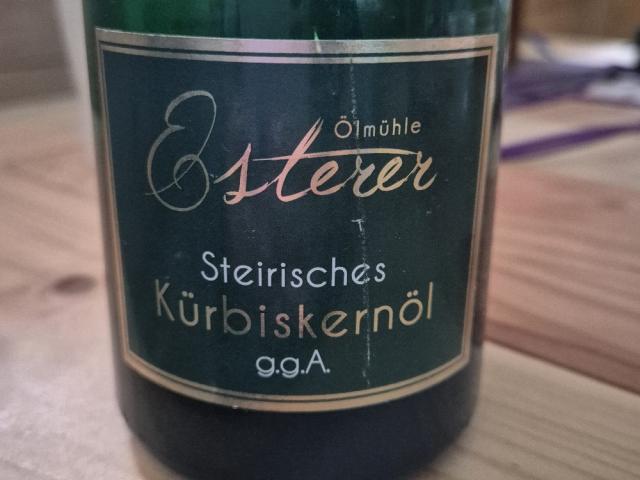 Ölmühle
Esterer
Steirisches
Kürbiskernöl
g.g.A.